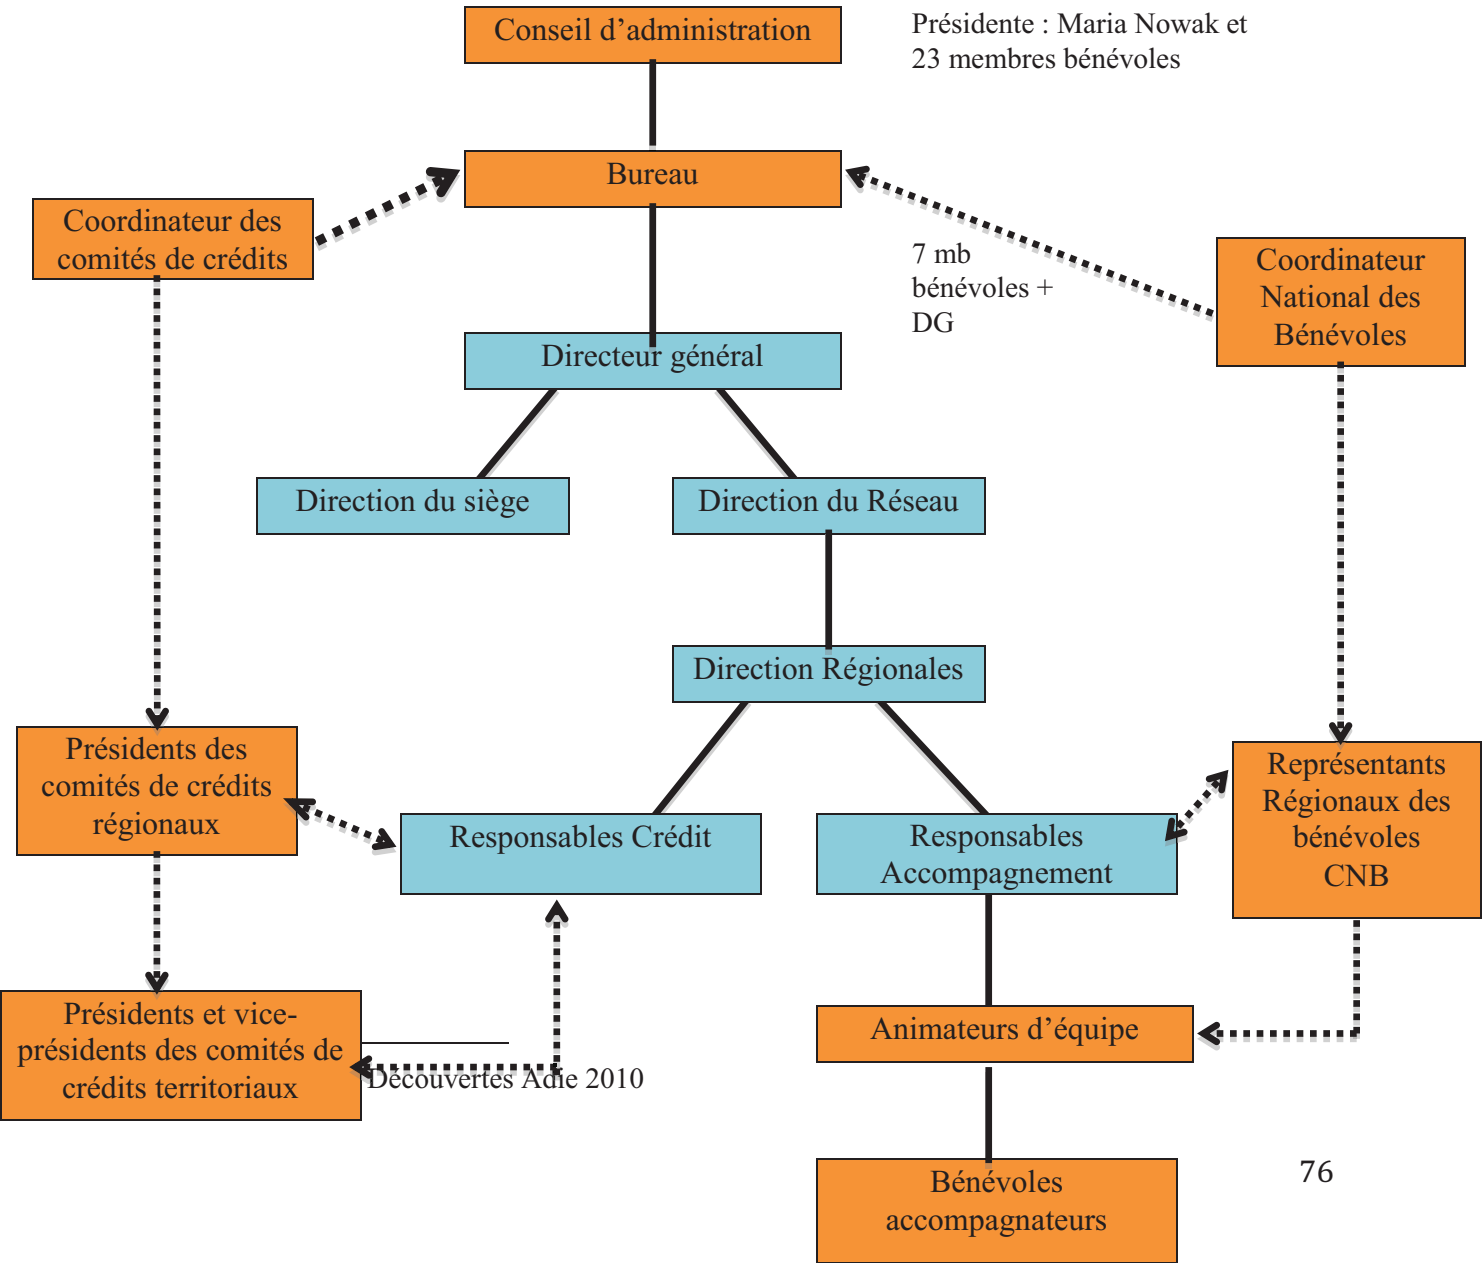 Conseil d’administration
Présidente : Maria Nowak et
23 membres bénévoles
Bureau
Coordinateur des
comités de crédits
7 mb
bénévoles +
DG
Coordinateur
National des
Bénévoles
Directeur général
Direction du siège
Direction du Réseau
Direction Régionales
Présidents des
comités de crédits
régionaux
Responsables Crédit
Responsables
Accompagnement
Représentants
Régionaux des
bénévoles
CNB
Présidents et vice-
présidents des comités de
crédits territoriaux
Animateurs d’équipe
Découvertes Adie 2010
Bénévoles
accompagnateurs
76